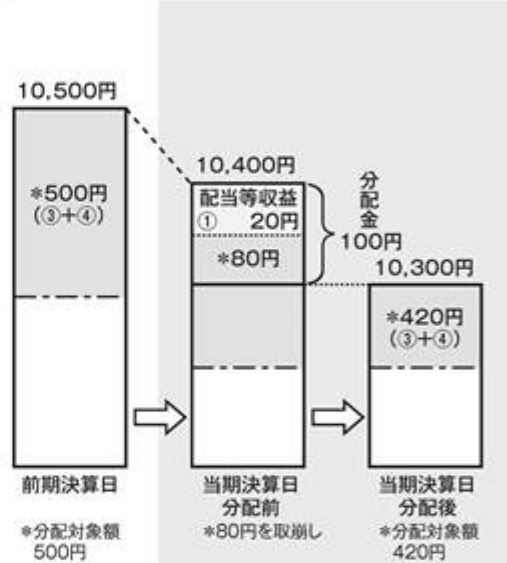 10,500円
*500円
(③+④)
前期決算日
*分配対象額
500円
10,400円
配当等収益
① 20円
*80円
分配金
100円
当期決算日
分配前
*80円を取崩し
10,300円
*420円
(③+④)
当期決算日
分配後
*分配対象額
420円